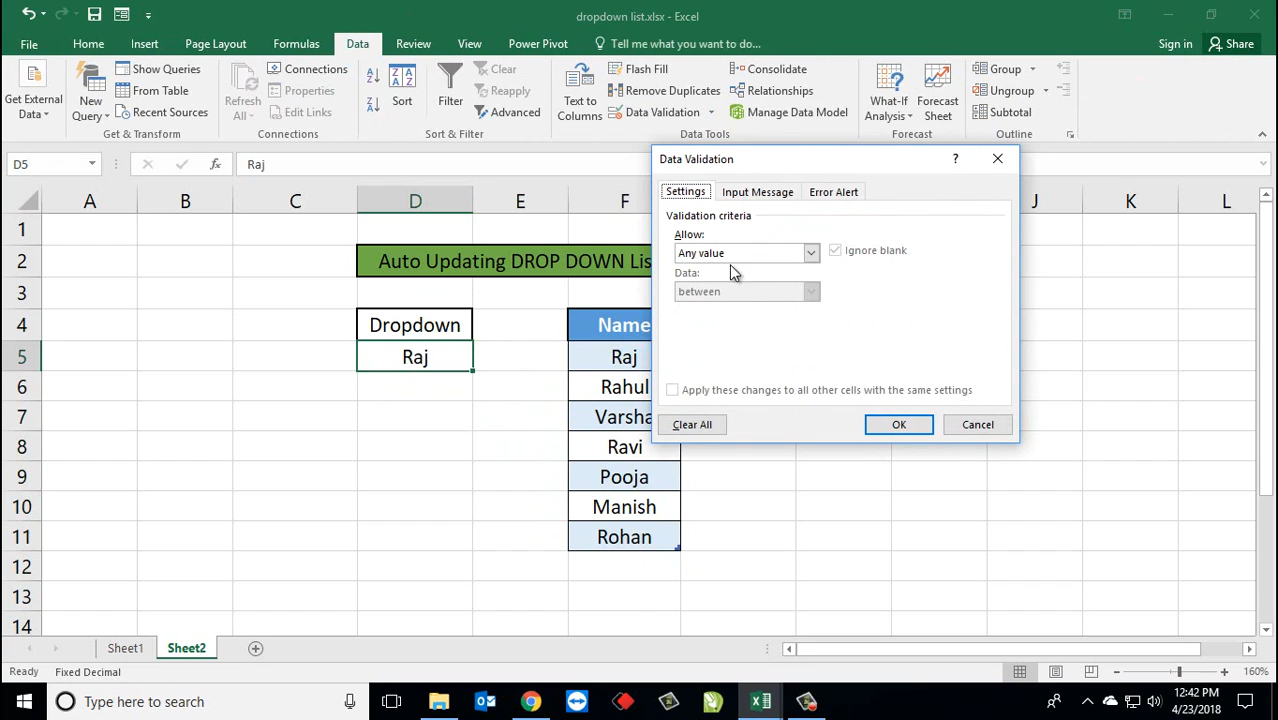 dropdown list.xlsx - Excel
File Home Insert Page Layout Formulas Data Review View Power Pivot Tell me what you want to do... Sign in Share
Get External Data
New Query
Show Queries
From Table
Recent Sources
Get & Transform
Refresh All
Connections
Properties
Edit Links
Connections
Sort
Filter
Clear
Reapply
Advanced
Sort & Filter
Text to Columns
Flash Fill
Remove Duplicates
Data Validation
Consolidate
Relationships
Manage Data Model
Data Tools
What-If Analysis
Forecast Sheet
Forecast
Group
Ungroup
Subtotal
Outline
D5 fx Raj
A B C D E F J K L
1
2 Auto Updating DROP DOWN Lis
3
4 Dropdown Name
5 Raj Raj
6 Rahul
7 Varsha
8 Ravi
9 Pooja
10 Manish
11 Rohan
12
13
14
Data Validation ?
Settings Input Message Error Alert
Validation criteria
Allow:
Any value Ignore blank
Data:
between
Apply these changes to all other cells with the same settings
Clear All OK Cancel
Sheet1 Sheet2
Ready Fixed Decimal 160%
Type here to search
12:42 PM
4/23/2018